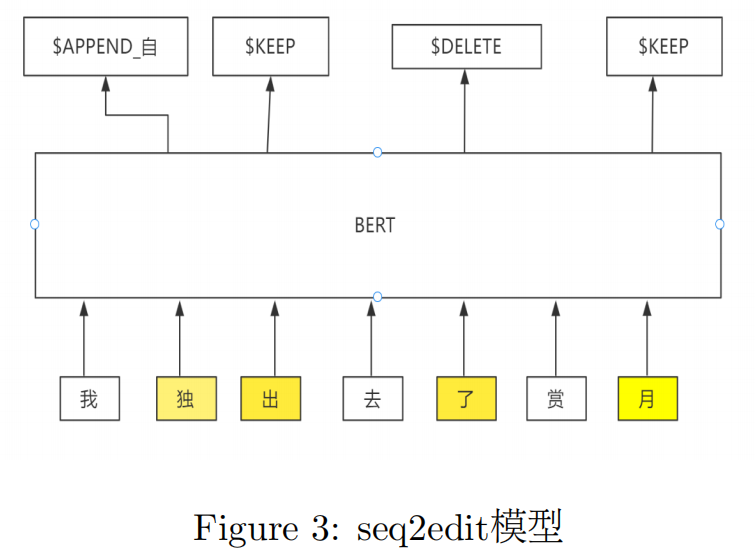 $APPEND_自 $KEEP $DELETE $KEEP
BERT
我 独 出 去 了 赏 月
Figure 3: seq2edit模型